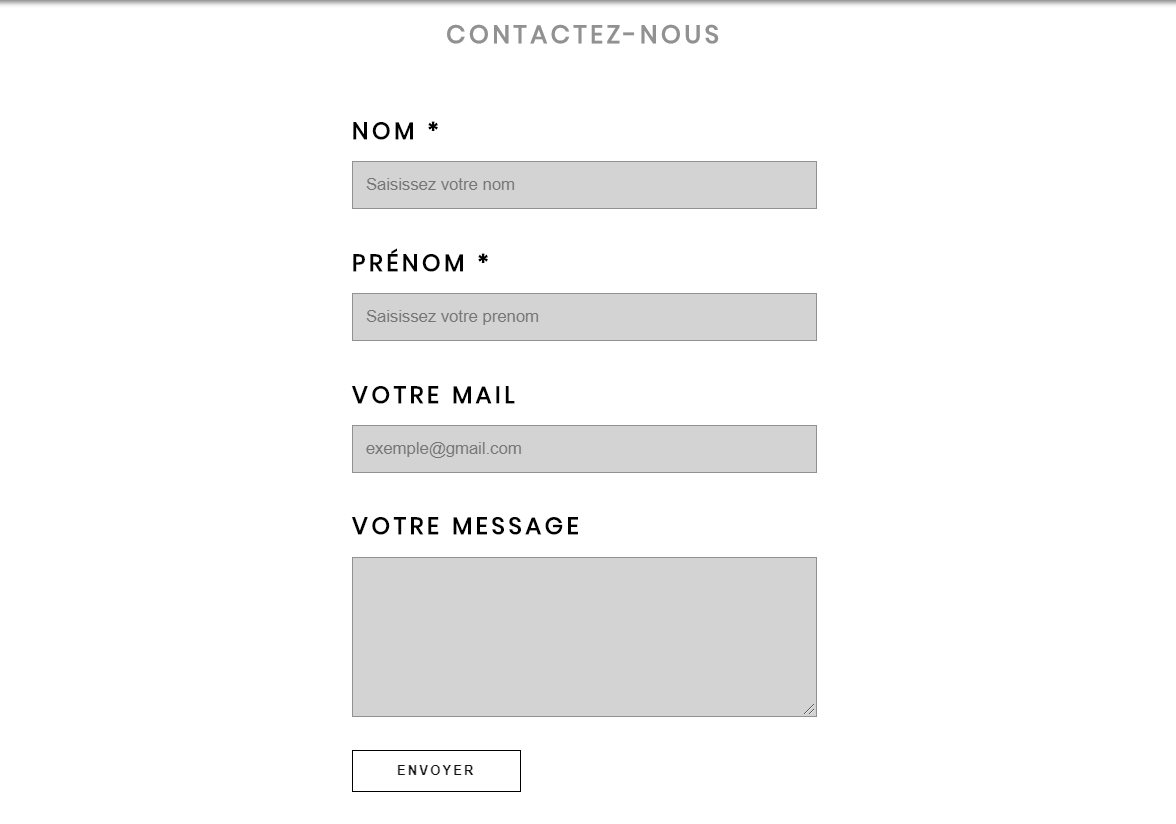 CONTACTEZ-NOUS
NOM *
Saisissez votre nom
PRÉNOM *
Saisissez votre prenom
VOTRE MAIL
exemple@gmail.com
VOTRE MESSAGE
ENVOYER